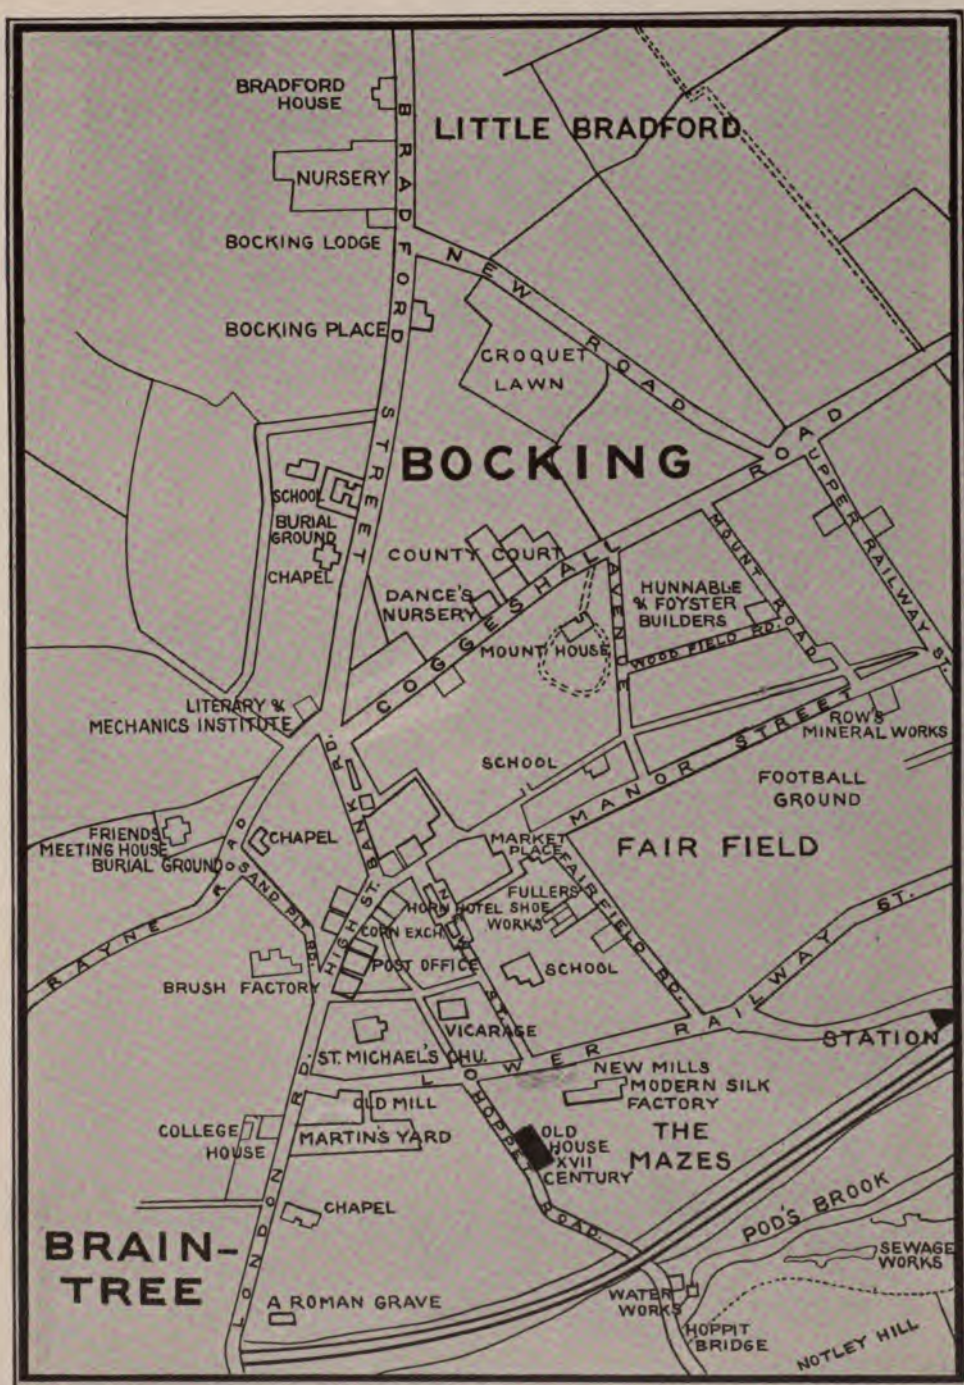 BRADFORD
HOUSE
BRADFORD STREET
LITTLE BRADFORD
NURSERY
BOCKING LODGE
NEW ROAD
BOCKING PLACE
CROQUET
LAWN
BOCKING
COGGESHALL ROAD
UPPER RAILWAY ST.
SCHOOL
BURIAL
GROUND
CHAPEL
COUNTY COURT
DANCE'S
NURSERY
MOUNT ROAD
HUNNABLE
& FOYSTER
BUILDERS
AVENUE
MOUNT HOUSE
WOOD FIELD RD.
LITERARY &
MECHANICS INSTITUTE
BANK RD.
SCHOOL
MANOR STREET
ROW'S
MINERAL WORKS
FOOTBALL
GROUND
FRIENDS
MEETING HOUSE
BURIAL GROUND
CHAPEL
RAYNE ROAD
SAND PIT RD.
MARKET
PLACE
FAIR FIELD
FAIRFIELD RD.
FULLERS
SHOE
WORKS
HORN HOTEL
CORN EXCH.
HIGH ST.
NEW ST.
POST OFFICE
SCHOOL
BRUSH FACTORY
VICARAGE
ST. MICHAEL'S CHU.
LOWER RAILWAY ST.
STATION
NEW MILLS
MODERN SILK
FACTORY
OLD MILL
MARTIN'S YARD
COLLEGE
HOUSE
HOPPET ROAD.
OLD
HOUSE
XVII
CENTURY
THE
MAZES
LONDON RD.
CHAPEL
POD'S BROOK
BRAIN-
TREE
SEWAGE
WORKS
A ROMAN GRAVE
WATER
WORKS
HOPPIT
BRIDGE
NOTLEY HILL